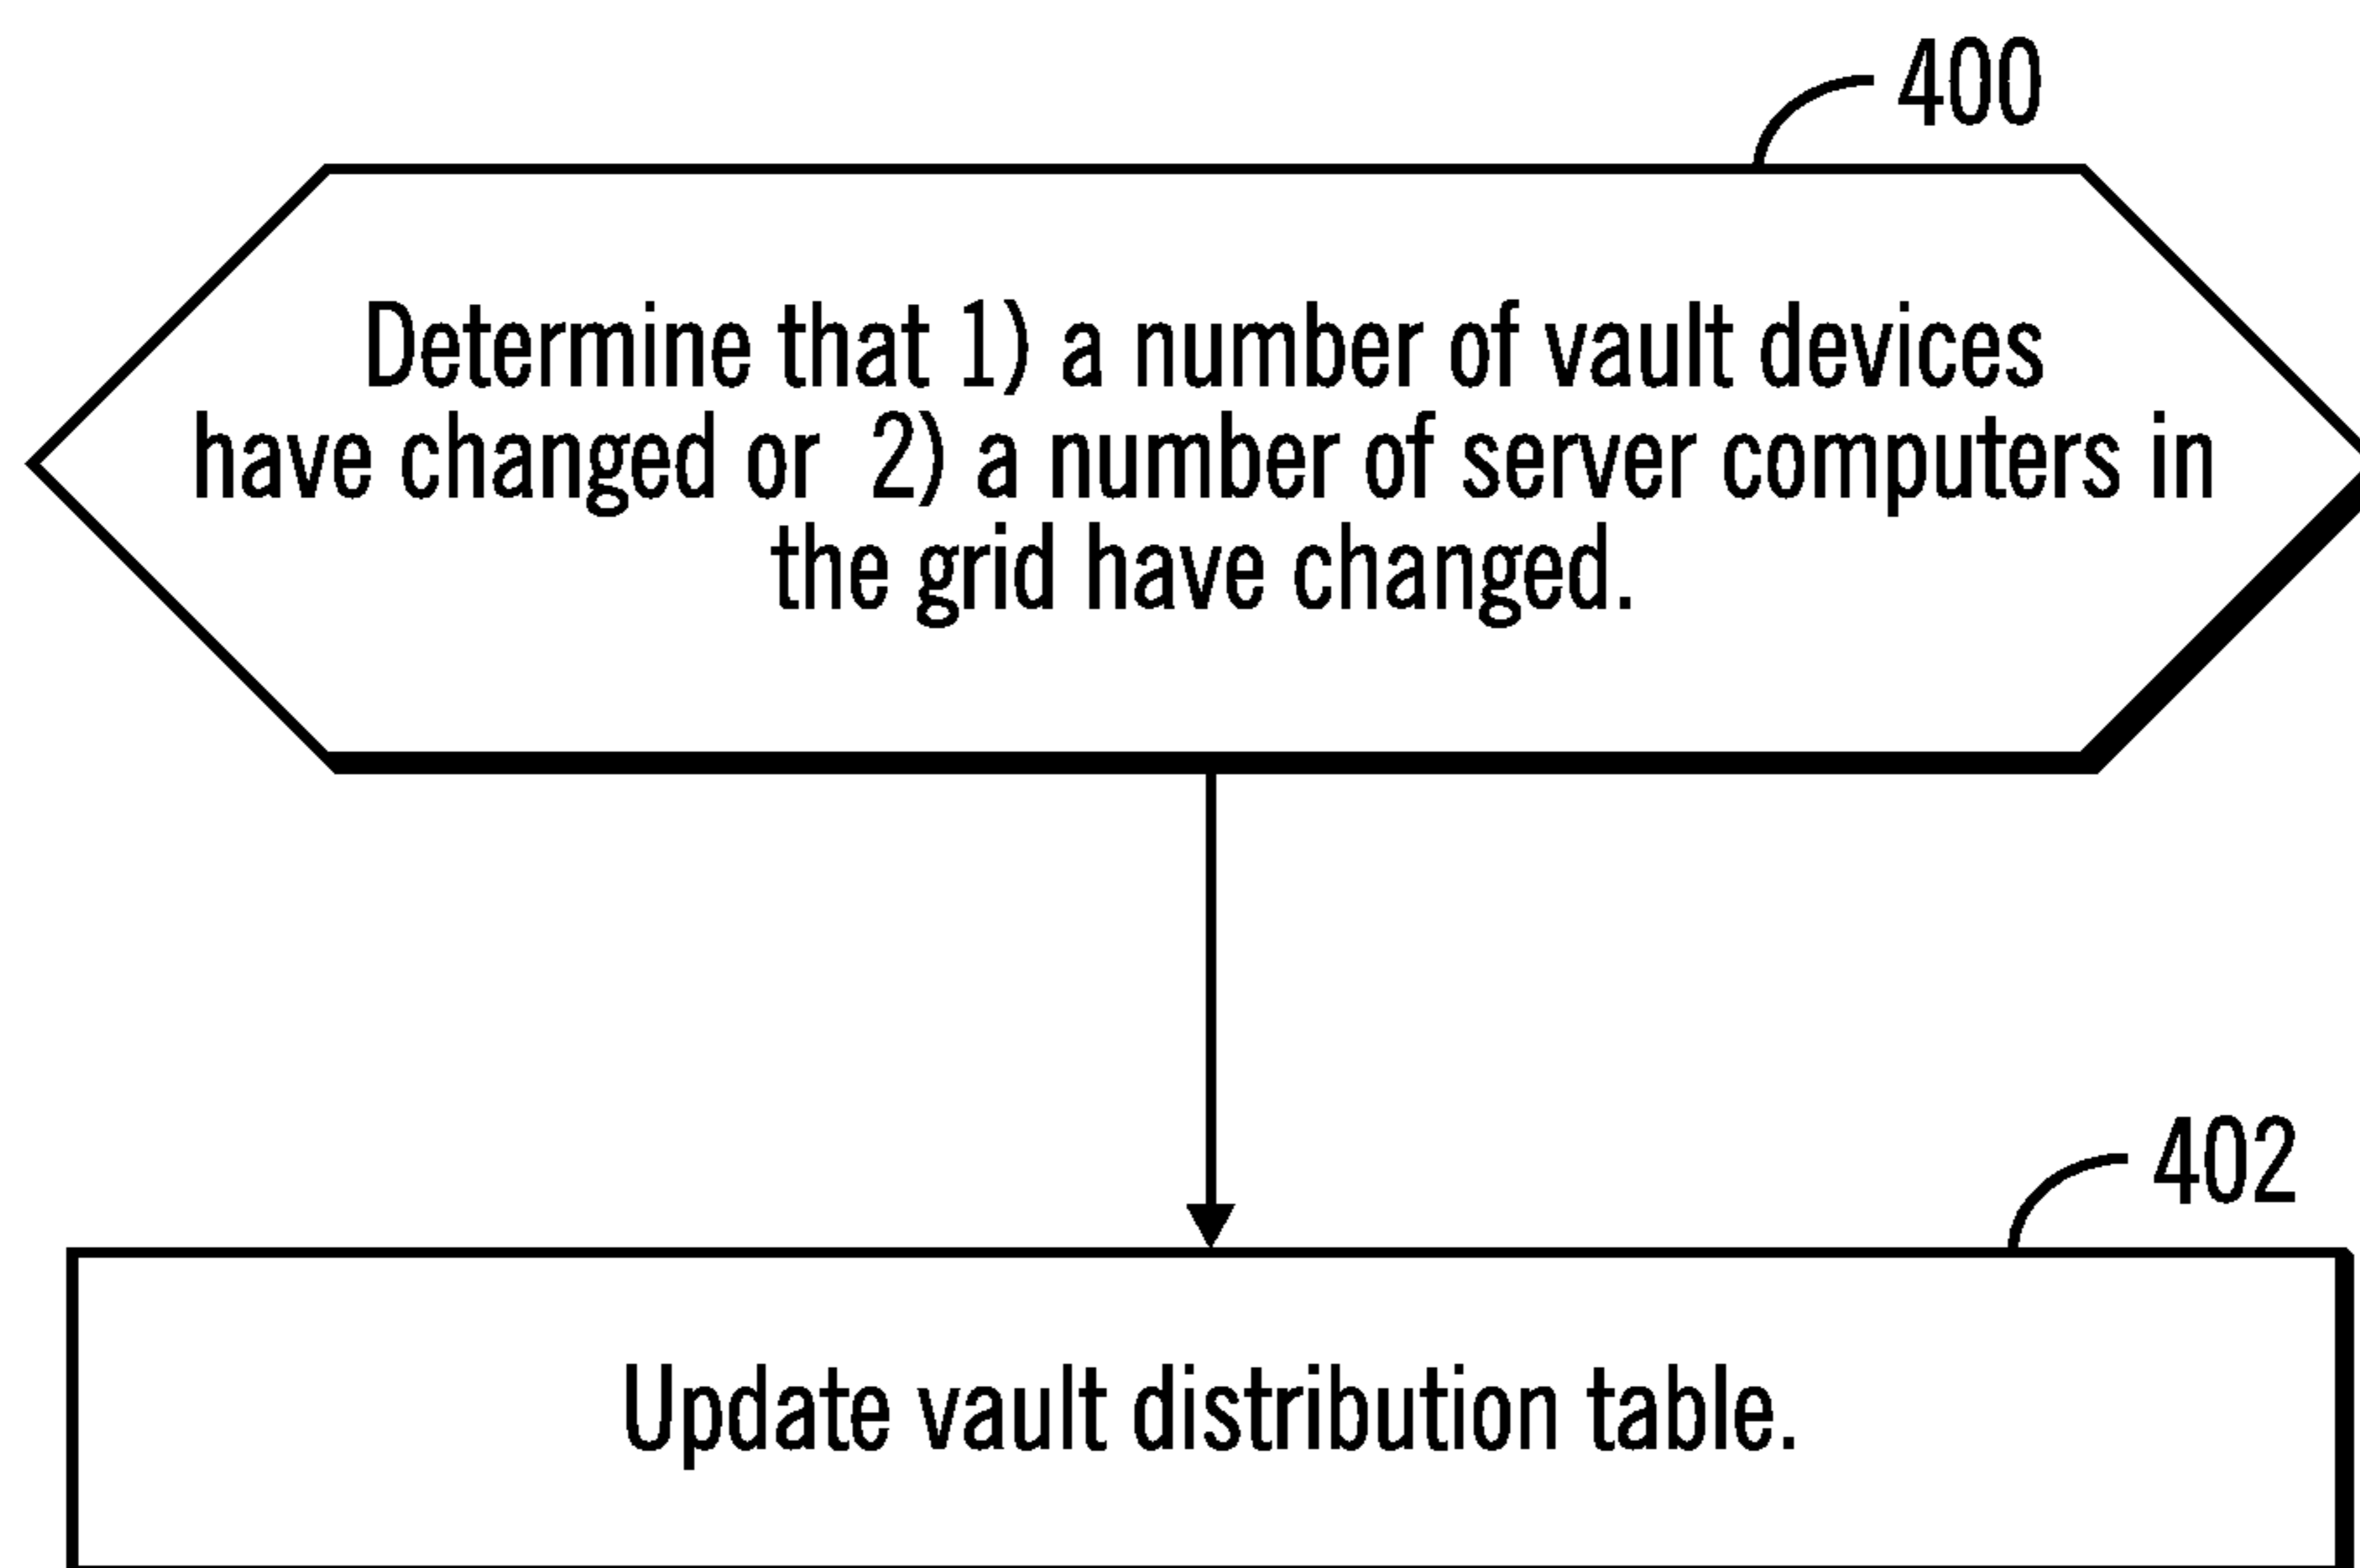 400
Determine that 1) a number of vault devices
have changed or 2) a number of server computers in
the grid have changed.
402
Update vault distribution table.